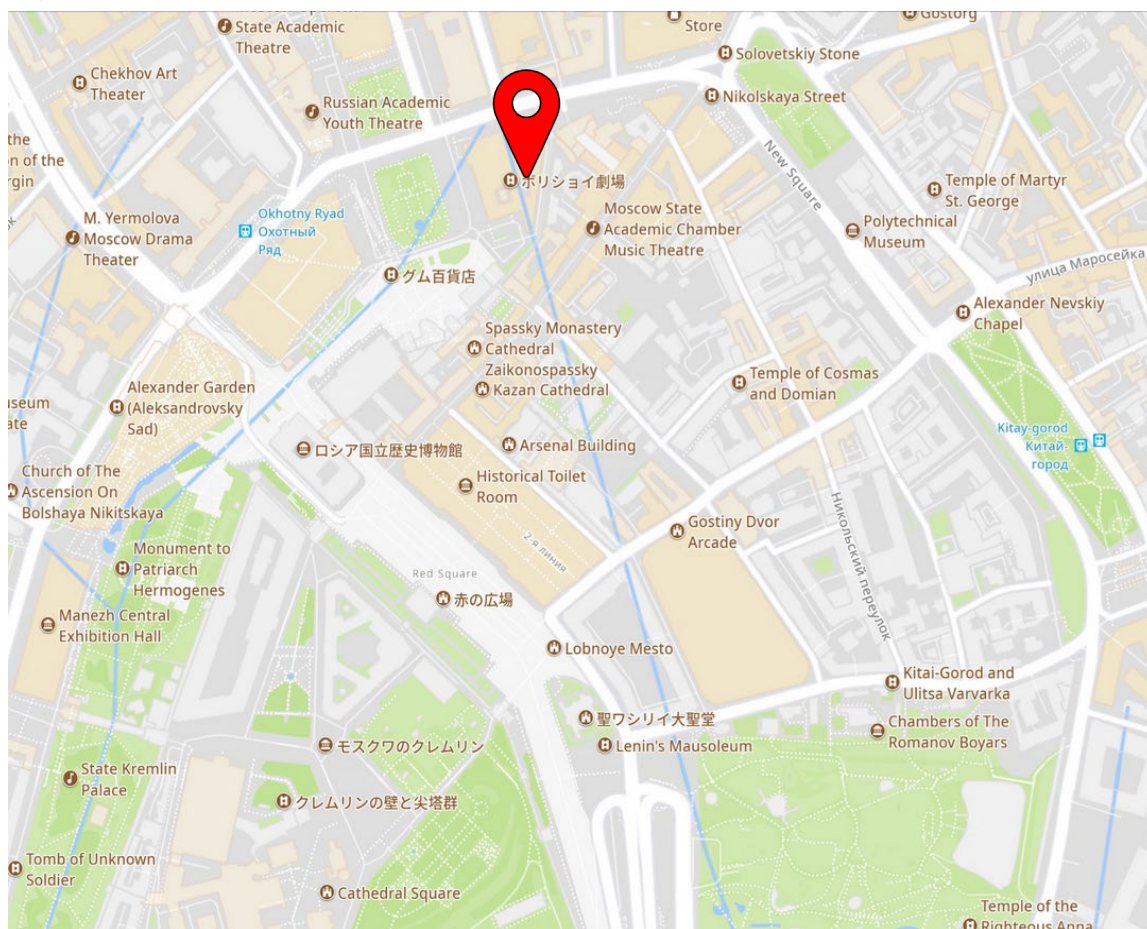 State Academic
Theatre
Store
Gostorg
Solovetskiy Stone
Chekhov Art
Theater
Nikolskaya Street
Russian Academic
Youth Theatre
the
on of the
rgin
New Square
ボリショイ劇場
Temple of Martyr
St. George
M. Yermolova
Moscow Drama
Theater
Okhotny Ryad
Охотный
Ряд
Moscow State
Academic Chamber
Music Theatre
Polytechnical
Museum
улица Маросейка
グム百貨店
Alexander Nevskiy
Chapel
Spassky Monastery
Cathedral
Zaikonospassky
Kazan Cathedral
Temple of Cosmas
and Domian
Alexander Garden
(Aleksandrovsky
Sad)
useum
ate
Kitay-gorod
Китай-
город
ロシア国立歴史博物館
Arsenal Building
Church of The
Ascension On
Bolshaya Nikitskaya
Historical Toilet
Room
Gostiny Dvor
Arcade
2-я линия
Никольский переулок
Monument to
Patriarch
Hermogenes
Red Square
赤の広場
Manezh Central
Exhibition Hall
Lobnoye Mesto
Kitai-Gorod and
Ulitsa Varvarka
聖ワシリイ大聖堂
Lenin's Mausoleum
Chambers of The
Romanov Boyars
モスクワのクレムリン
State Kremlin
Palace
クレムリンの壁と尖塔群
Tomb of Unknown
Soldier
Cathedral Square
Temple of the
Righteous Anna